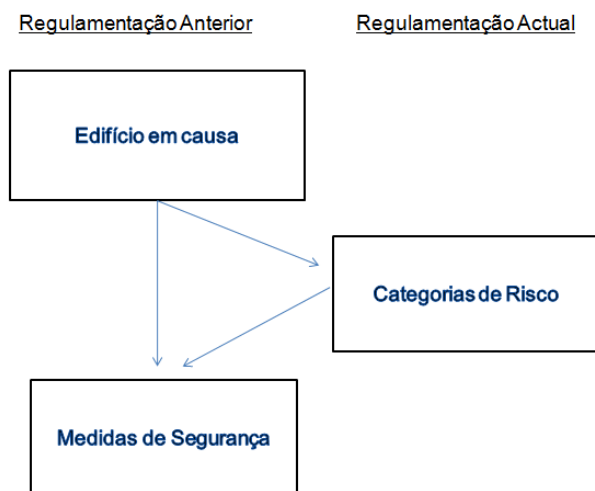 Regulamentação Anterior
Regulamentação Actual
Edifício em causa
Categorias de Risco
Medidas de Segurança